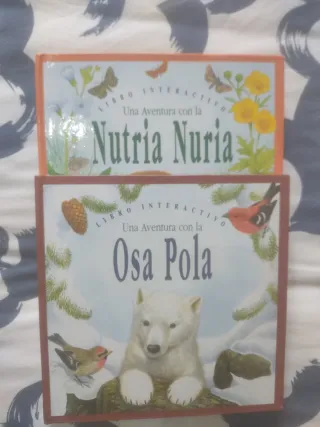 LIBRO INTERACTIVO
Una Aventura con la
Nutria Nuria
LIBRO INTERACTIVO
Una Aventura con la
Osa Pola